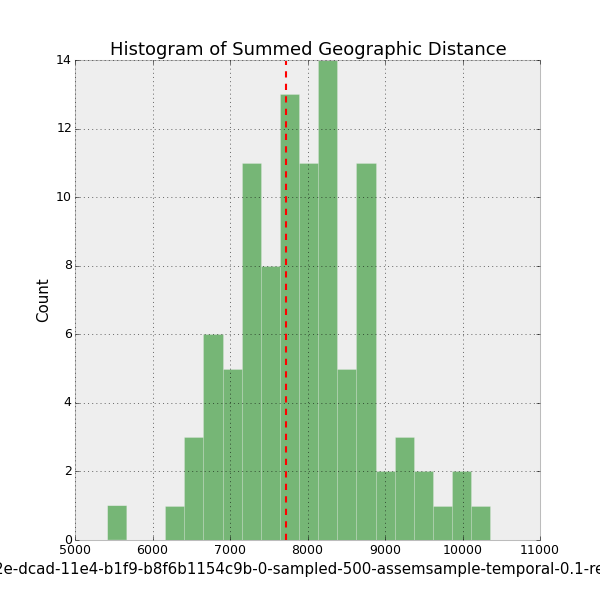 Histogram of Summed Geographic Distance
14
12
10
8
6
4
2
0
Count
5000 6000 7000 8000 9000 10000 11000
2e-dcad-11e4-b1f9-b8f6b1154c9b-0-sampled-500-assemsample-temporal-0.1-re